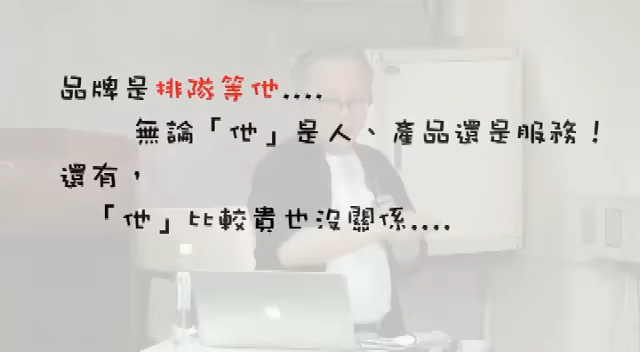 品牌是排隊等他....
無論「他」是人、產品還是服務！
還有，
「他」比較貴也沒關係....